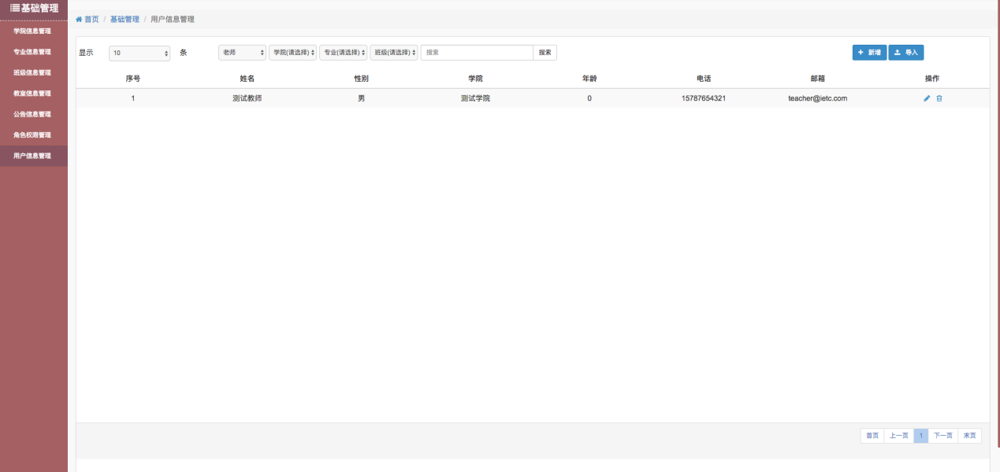 基础管理
学院信息管理
专业信息管理
班级信息管理
教室信息管理
公告信息管理
角色权限管理
用户信息管理
首页 / 基础管理 / 用户信息管理
显示 10 条 老师 学院(请选择) 专业(请选择) 班级(请选择) 搜索 搜索 新增 导入
序号 姓名 性别 学院 年龄 电话 邮箱 操作
1 测试教师 男 测试学院 0 15787654321 teacher@ietc.com
首页 上一页 1 下一页 末页